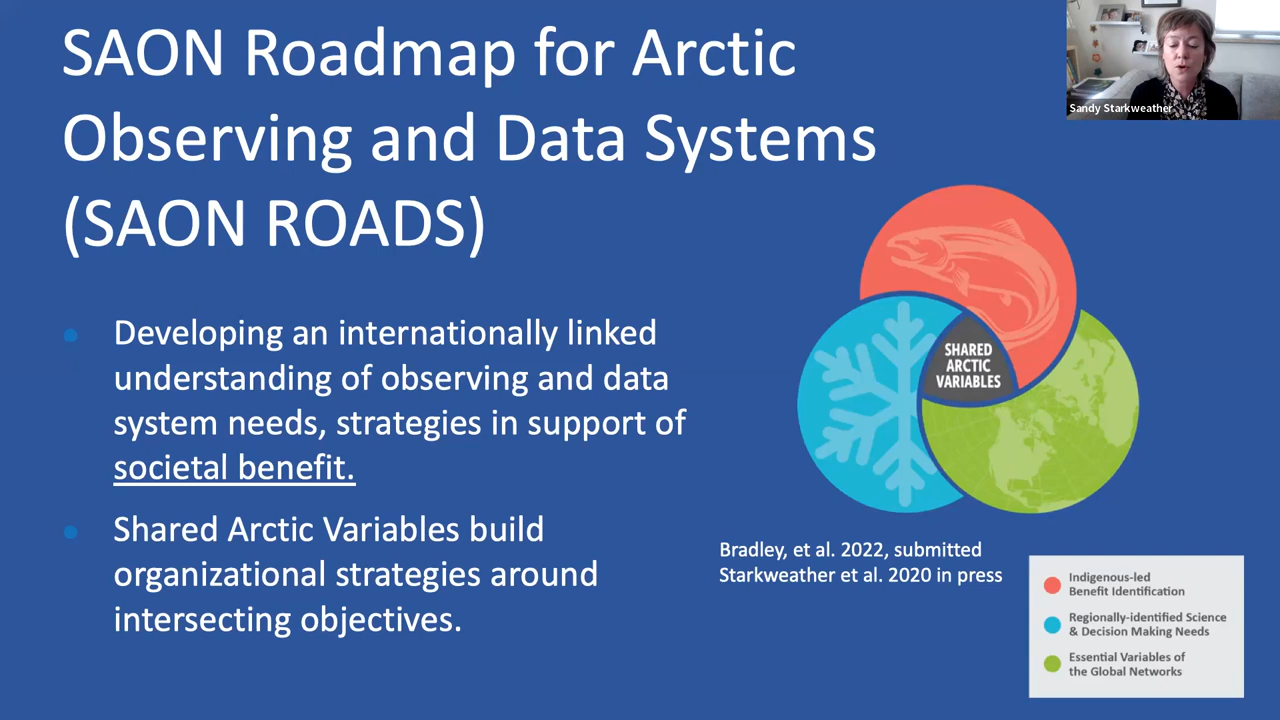 SAON Roadmap for Arctic
Observing and Data Systems
(SAON ROADS)
Sandy Starkweather
Developing an internationally linked
understanding of observing and data
system needs, strategies in support of
societal benefit.
Shared Arctic Variables build
organizational strategies around
intersecting objectives.
SHARED
ARCTIC
VARIABLES
Bradley, et al. 2022, submitted
Starkweather et al. 2020 in press
Indigenous-led
Benefit Identification
Regionally-identified Science
& Decision Making Needs
Essential Variables of
the Global Networks